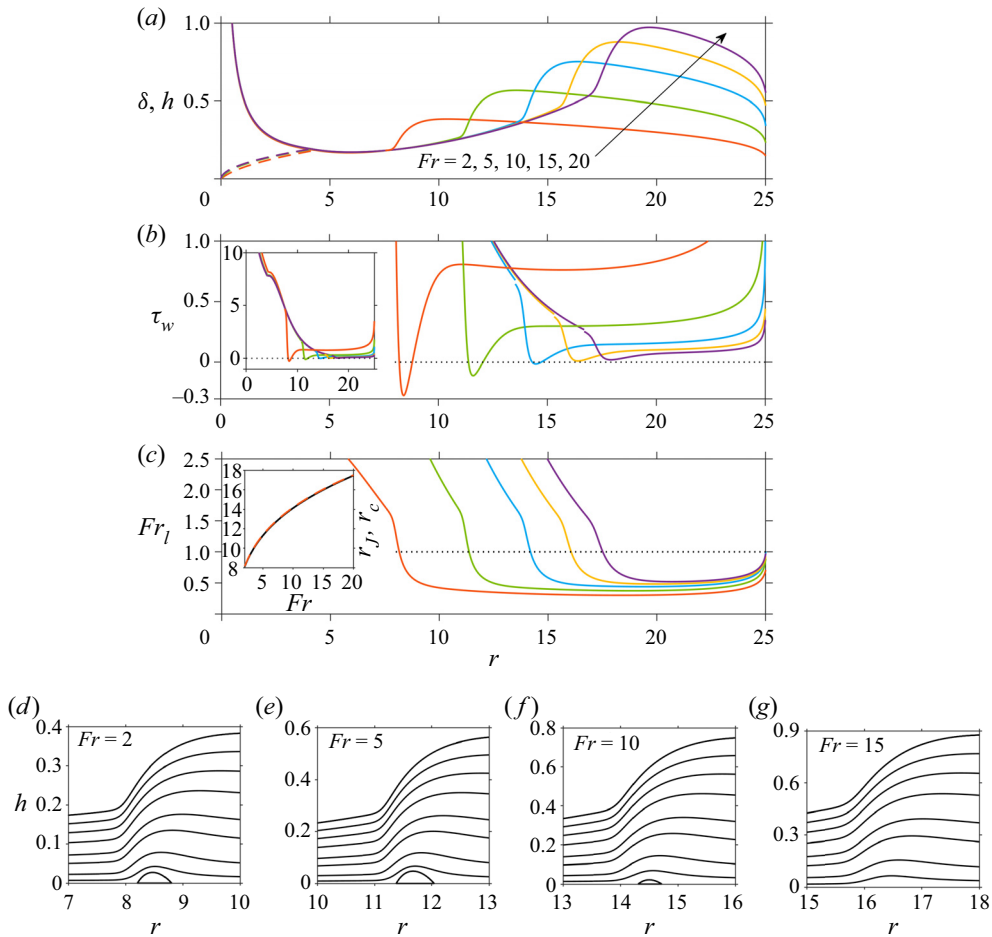 (a)
1.0
δ, h
0.5
Fr = 2, 5, 10, 15, 20
0 5 10 15 20 25
(b)
1.0
0.5
τw
0
–0.3
10
5
0
0 10 20
0 5 10 15 20 25
(c)
2.5
2.0
1.5
Frl
1.0
0.5
18
16
14
12
10
8
5 10 15 20
Fr
rJ, rc
0 5 10 15 20 25
r
(d)
0.4
Fr = 2
0.3
h
0.2
0.1
0
7 8 9 10
r
(e)
0.6
Fr = 5
0.4
0.2
0
10 11 12 13
r
(f)
0.8
Fr = 10
0.6
0.4
0.2
0
13 14 15 16
r
(g)
0.9
Fr = 15
0.6
0.3
0
15 16 17 18
r